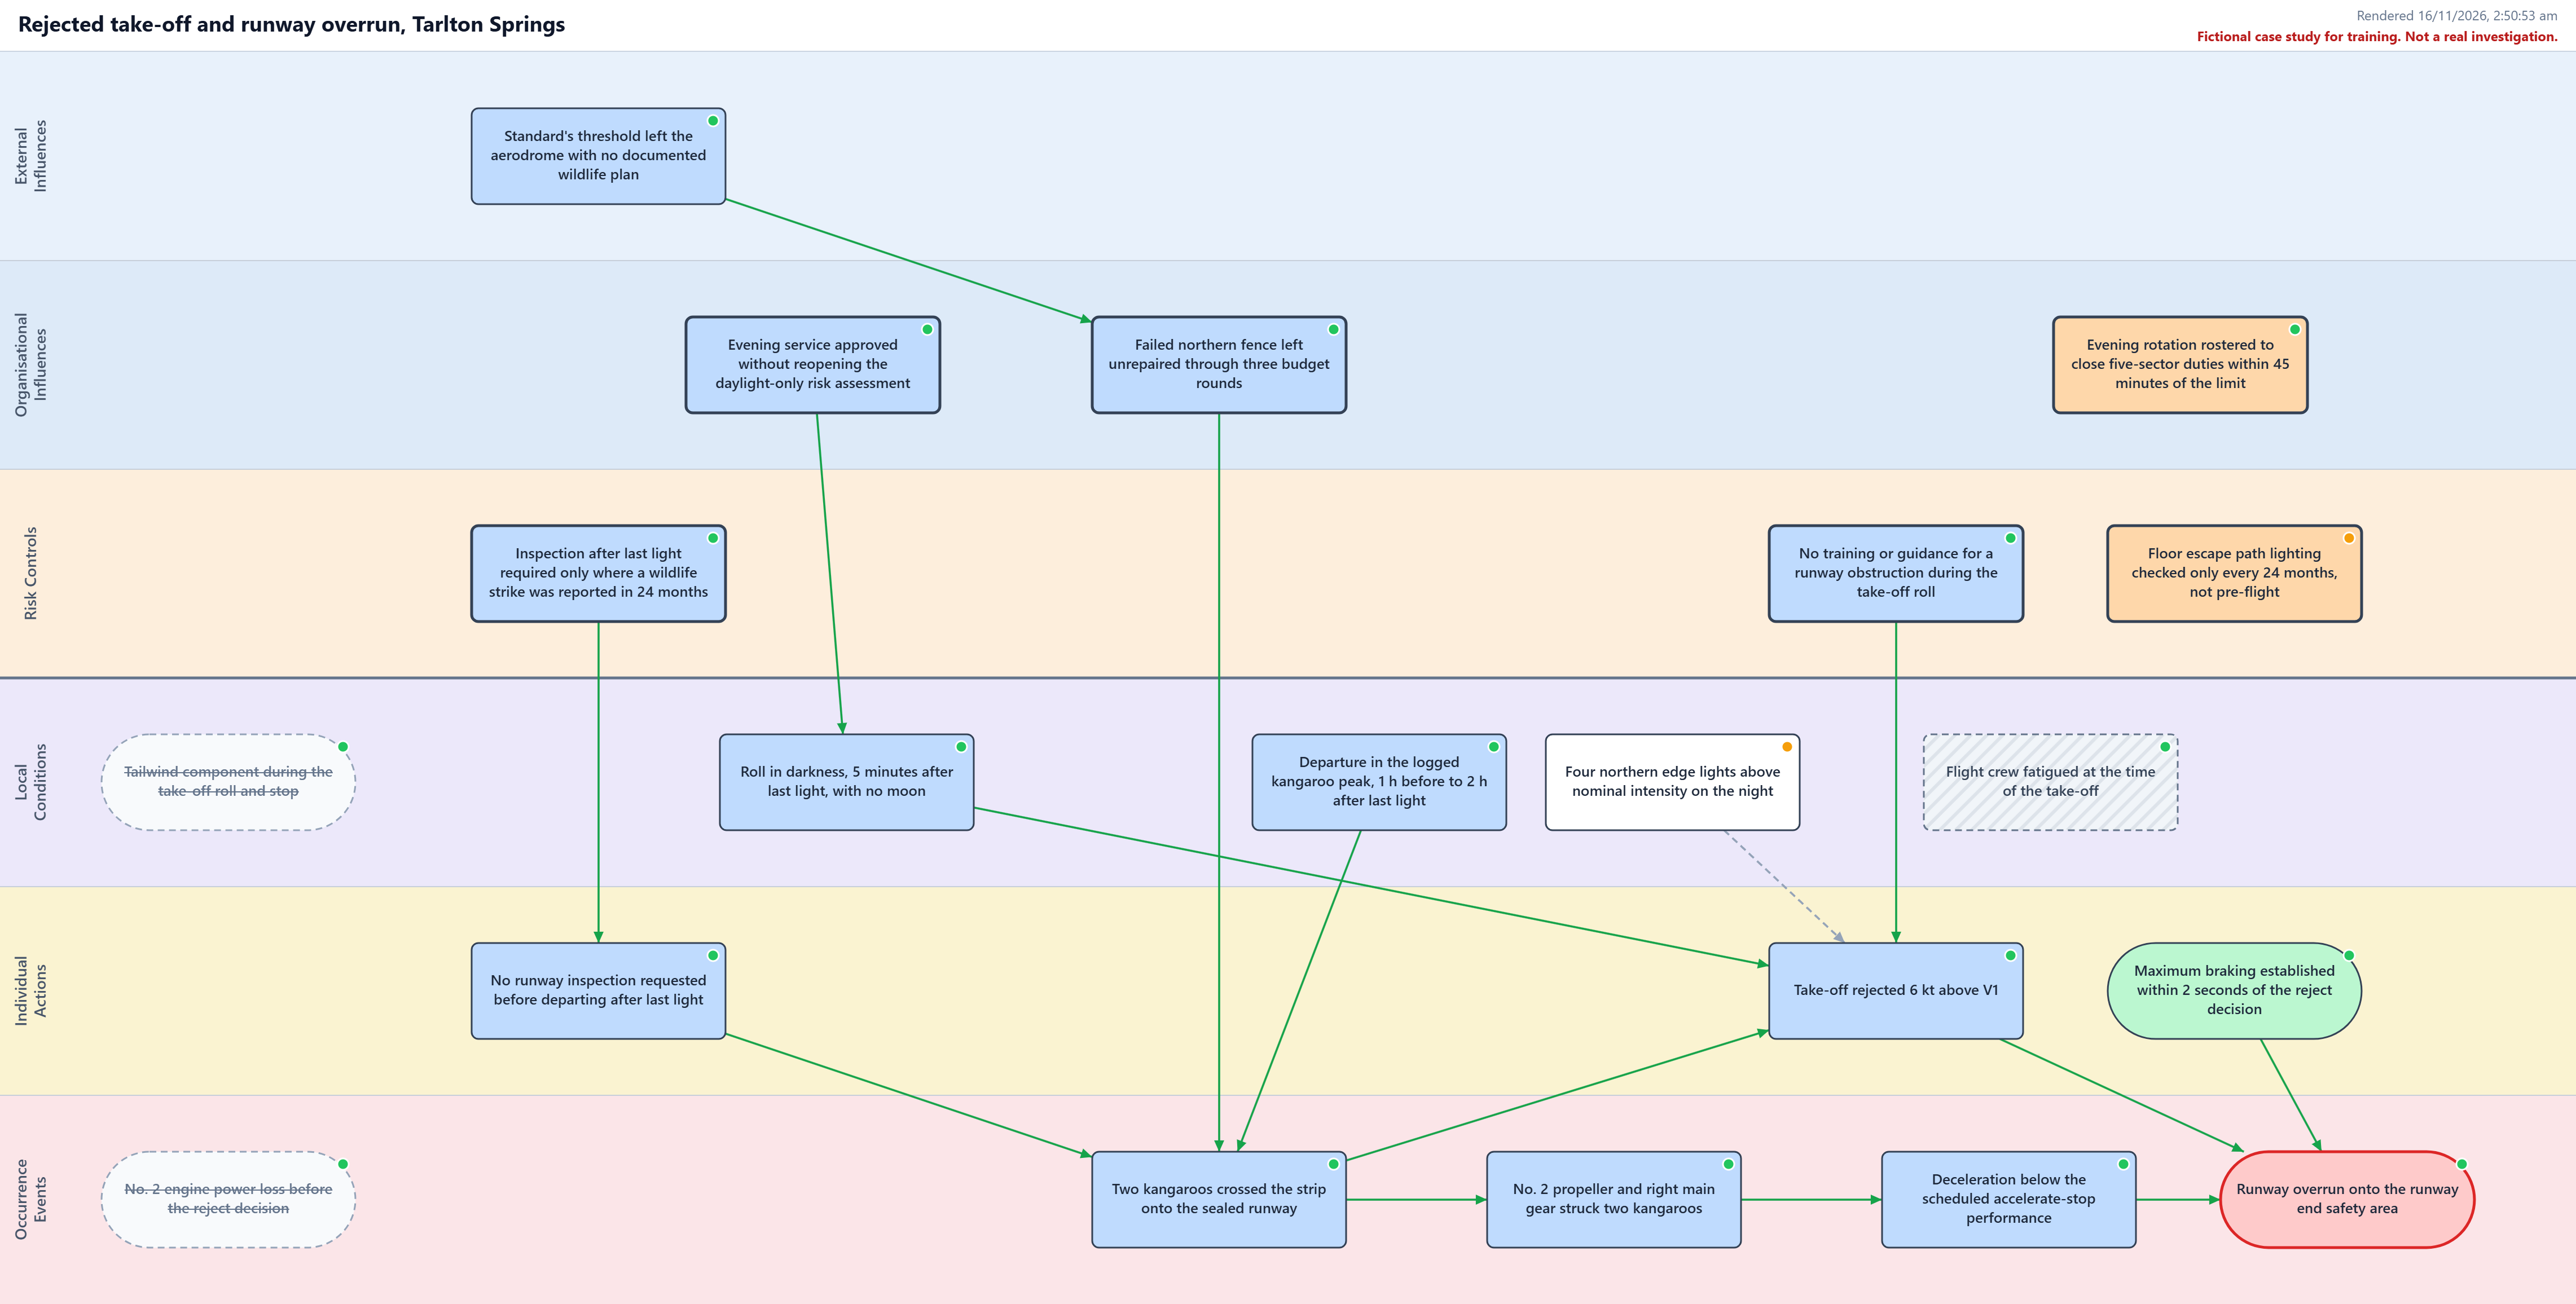 Rejected take-off and runway overrun, Tarlton Springs
Rendered 16/11/2026, 2:50:53 am
Fictional case study for training. Not a real investigation.
External
Influences
Standard's threshold left the
aerodrome with no documented
wildlife plan
Organisational
Influences
Evening service approved
without reopening the
daylight-only risk assessment
Failed northern fence left
unrepaired through three budget
rounds
Evening rotation rostered to
close five-sector duties within 45
minutes of the limit
Risk Controls
Inspection after last light
required only where a wildlife
strike was reported in 24 months
No training or guidance for a
runway obstruction during the
take-off roll
Floor escape path lighting
checked only every 24 months,
not pre-flight
Local
Conditions
Tailwind component during the
take-off roll and stop
Roll in darkness, 5 minutes after
last light, with no moon
Departure in the logged
kangaroo peak, 1 h before to 2 h
after last light
Four northern edge lights above
nominal intensity on the night
Flight crew fatigued at the time
of the take-off
Individual
Actions
No runway inspection requested
before departing after last light
Take-off rejected 6 kt above V1
Maximum braking established
within 2 seconds of the reject
decision
Occurrence
Events
No. 2 engine power loss before
the reject decision
Two kangaroos crossed the strip
onto the sealed runway
No. 2 propeller and right main
gear struck two kangaroos
Deceleration below the
scheduled accelerate-stop
performance
Runway overrun onto the runway
end safety area